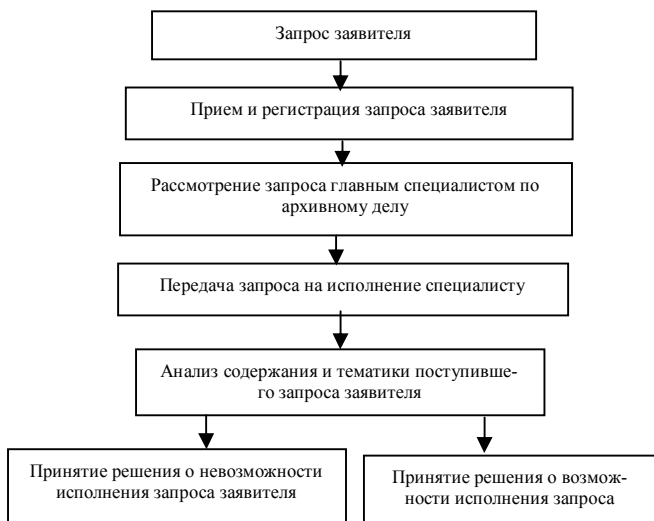 Запрос заявителя
Прием и регистрация запроса заявителя
Рассмотрение запроса главным специалистом по
архивному делу
Передача запроса на исполнение специалисту
Анализ содержания и тематики поступивше-
го запроса заявителя
Принятие решения о невозможности
исполнения запроса заявителя
Принятие решения о возмож-
ности исполнения запроса